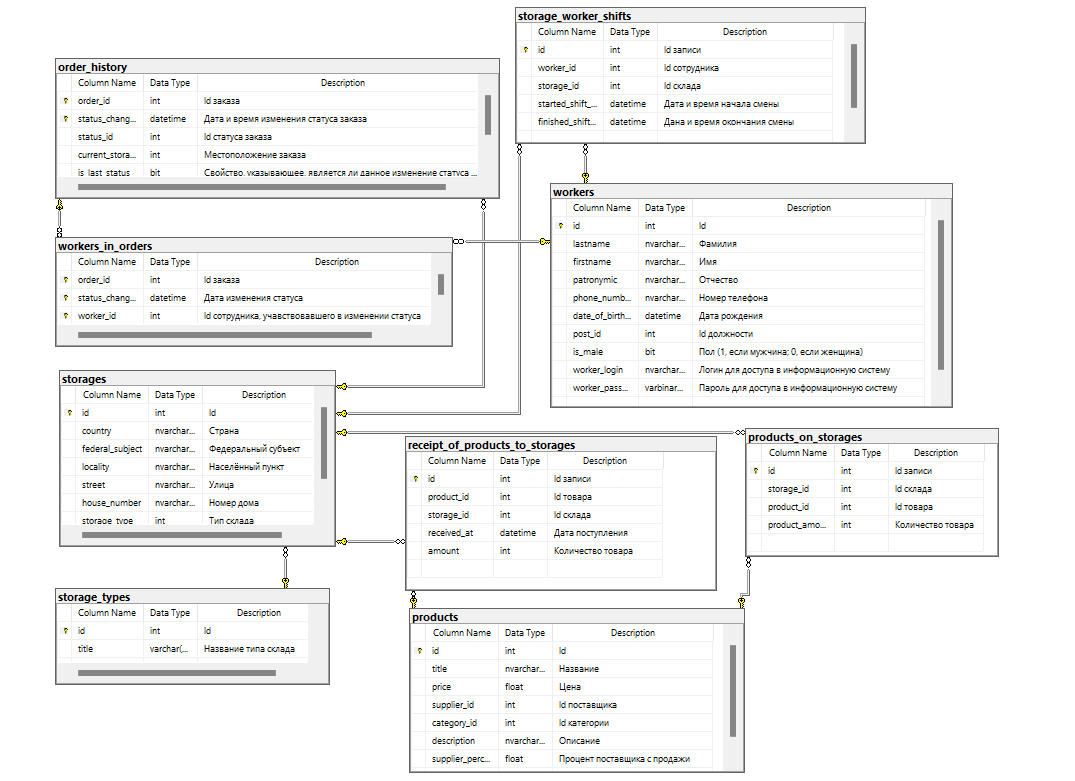 storage_worker_shifts
Column Name Data Type Description
id int Id записи
worker_id int Id сотрудника
storage_id int Id склада
started_shift_... datetime Дата и время начала смены
finished_shift... datetime Дана и время окончания смены
order_history
Column Name Data Type Description
order_id int Id заказа
status_chang... datetime Дата и время изменения статуса заказа
status_id int Id статуса заказа
current_stora... int Местоположение заказа
is_last_status bit Свойство, указывающее, является ли данное изменение статуса ...
workers
Column Name Data Type Description
id int Id
lastname nvarchar... Фамилия
firstname nvarchar... Имя
patronymic nvarchar... Отчество
phone_numb... nvarchar... Номер телефона
date_of_birth... datetime Дата рождения
post_id int Id должности
is_male bit Пол (1, если мужчина; 0, если женщина)
worker_login nvarchar... Логин для доступа в информационную систему
worker_pass... varbinar... Пароль для доступа в информационную систему
workers_in_orders
Column Name Data Type Description
order_id int Id заказа
status_chang... datetime Дата изменения статуса
worker_id int Id сотрудника, учавствовавшего в изменении статуса
storages
Column Name Data Type Description
id int Id
country nvarchar... Страна
federal_subject nvarchar... Федеральный субъект
locality nvarchar... Населённый пункт
street nvarchar... Улица
house_number nvarchar... Номер дома
storage_type int Тип склада
receipt_of_products_to_storages
Column Name Data Type Description
id int Id записи
product_id int Id товара
storage_id int Id склада
received_at datetime Дата поступления
amount int Количество товара
products_on_storages
Column Name Data Type Description
id int Id записи
storage_id int Id склада
product_id int Id товара
product_amo... int Количество товара
storage_types
Column Name Data Type Description
id int Id
title varchar(... Название типа склада
products
Column Name Data Type Description
id int Id
title nvarchar... Название
price float Цена
supplier_id int Id поставщика
category_id int Id категории
description nvarchar... Описание
supplier_perc... float Процент поставщика с продажи